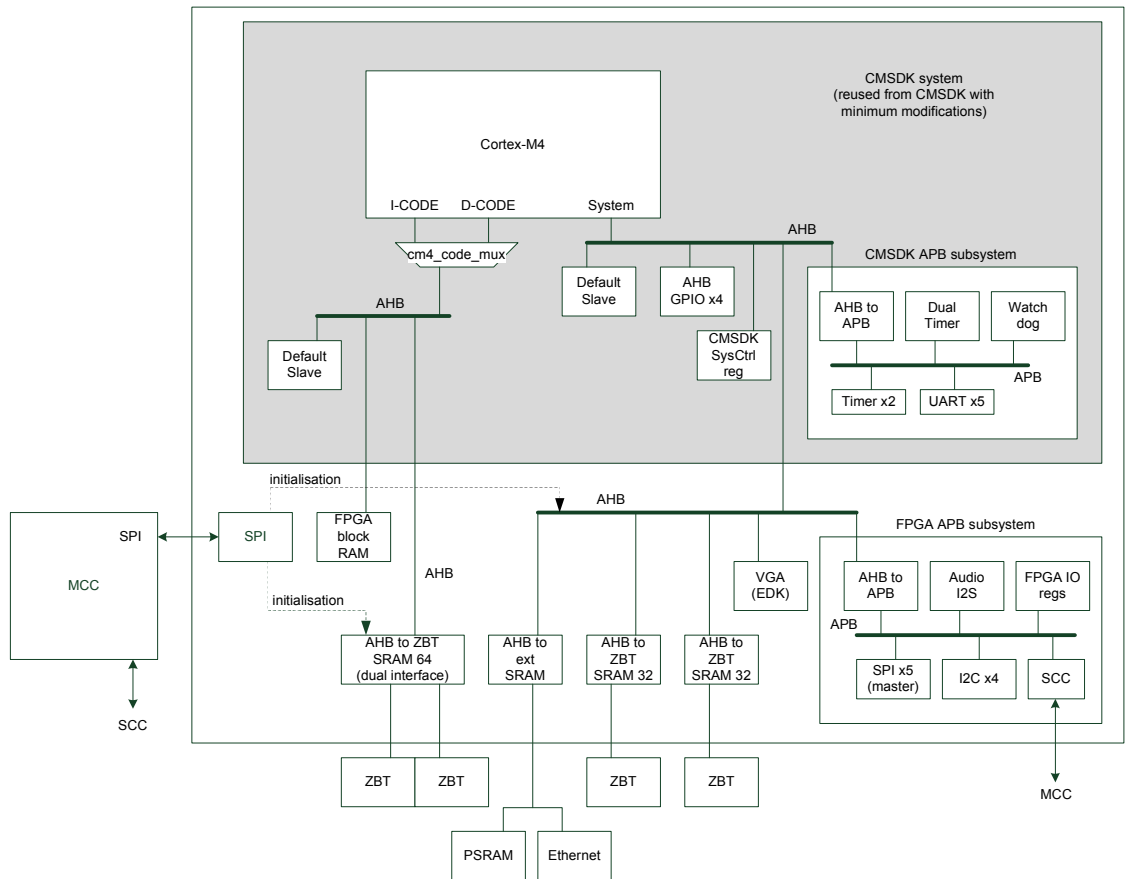 CMSDK system
(reused from CMSDK with
minimum modifications)
Cortex-M4
I-CODE
D-CODE
System
cm4_code_mux
AHB
Default
Slave
AHB
GPIO x4
CMSDK
SysCtrl
reg
CMSDK APB subsystem
AHB to
APB
Dual
Timer
Watch
dog
APB
Timer x2
UART x5
AHB
Default
Slave
initialisation
MCC
SPI
SPI
FPGA
block
RAM
AHB
initialisation
AHB to ZBT
SRAM 64
(dual interface)
AHB
AHB to
ext
SRAM
AHB to
ZBT
SRAM 32
AHB to
ZBT
SRAM 32
VGA
(EDK)
FPGA APB subsystem
AHB to
APB
Audio
I2S
FPGA IO
regs
APB
SPI x5
(master)
I2C x4
SCC
SCC
ZBT
ZBT
ZBT
ZBT
MCC
PSRAM
Ethernet